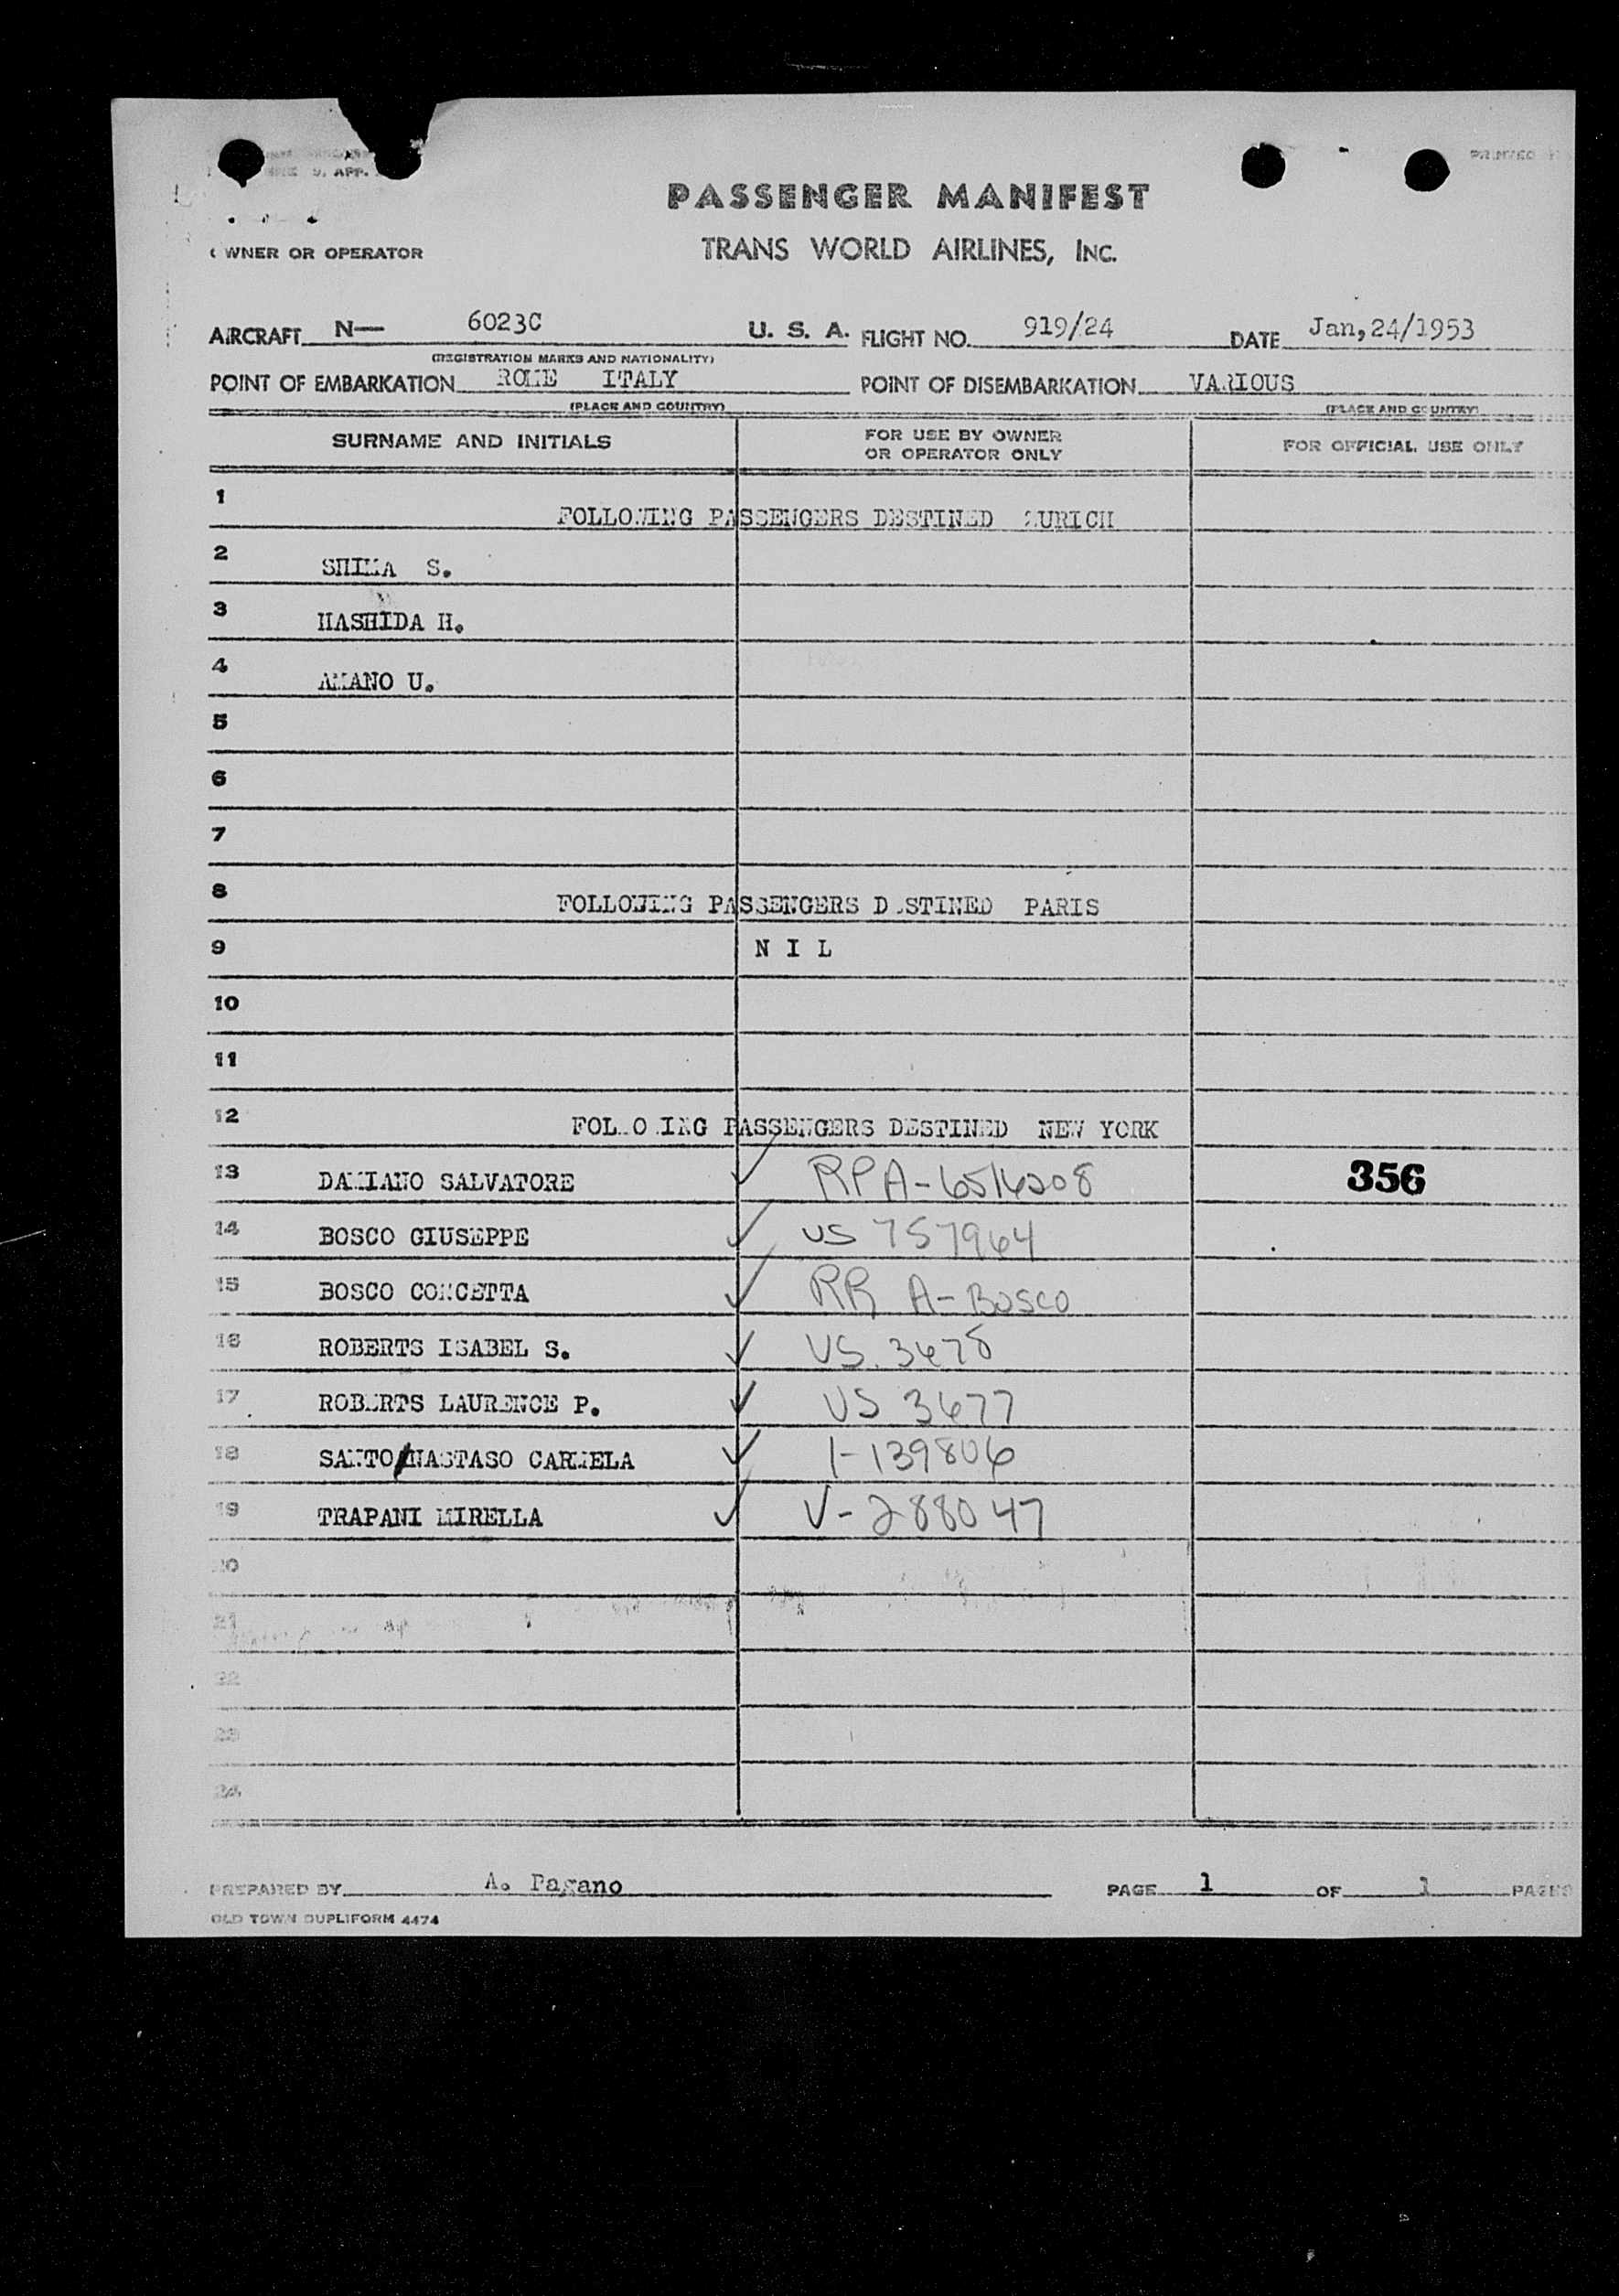 APP.
PRINTED
PASSENGER MANIFEST
OWNER OR OPERATOR TRANS WORLD AIRLINES, INC.
AIRCRAFT N— 6023C U. S. A. FLIGHT NO. 919/24 DATE Jan, 24/1953
(REGISTRATION MARKS AND NATIONALITY)
POINT OF EMBARKATION ROME ITALY POINT OF DISEMBARKATION VARIOUS
(PLACE AND COUNTRY) (PLACE AND COUNTRY)
SURNAME AND INITIALS FOR USE BY OWNER OR OPERATOR ONLY FOR OFFICIAL USE ONLY
1 FOLLOWING PASSENGERS DESTINED ZURICH
2 SHIMA S.
3 HASHIDA H.
4 AMANO U.
5
6
7
8 FOLLOWING PASSENGERS DESTINED PARIS
9 N I L
10
11
12 FOLLOWING PASSENGERS DESTINED NEW YORK
13 DAMIANO SALVATORE RPA-6516208 356
14 BOSCO GIUSEPPE US 757964
15 BOSCO CONCETTA A-BOSCO
16 ROBERTS ISABEL S. US. 3678
17 ROBERTS LAURENCE P. US 3677
18 SANTO/NASTASO CARMELA 1-139806
19 TRAPANI MIRELLA V-288047
20
21
22
23
24
PREPARED BY A. Pagano PAGE 1 OF 1 PAGES
OLD TOWN DUPLIFORM 4474